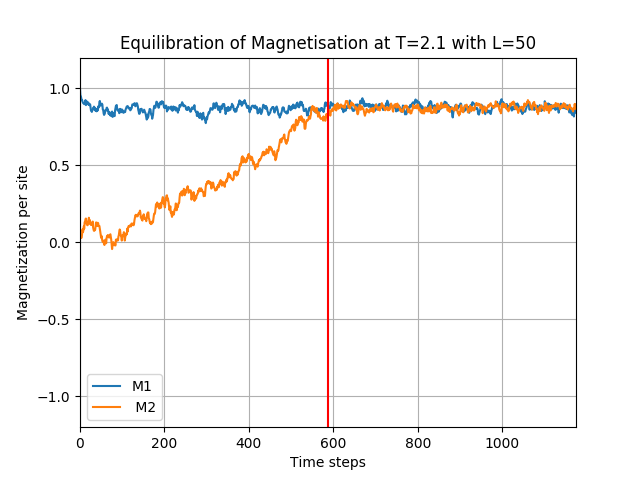 Equilibration of Magnetisation at T=2.1 with L=50
Magnetization per site
1.0
0.5
0.0
−0.5
−1.0
M1
M2
0 200 400 600 800 1000
Time steps